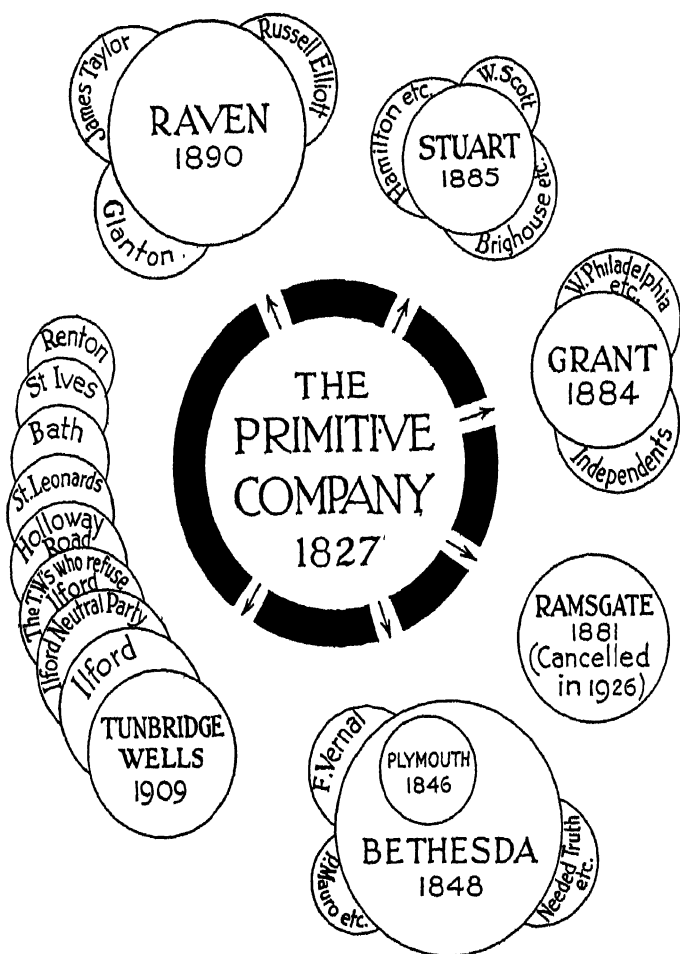 James Taylor
Russell Elliott
RAVEN
1890
Glanton.
Hamilton etc.
W. Scott
STUART
1885
Brighouse etc.
W. Philadelphia
etc.
GRANT
1884
Independents
THE
PRIMITIVE
COMPANY
1827
Renton
St Ives
Bath
St. Leonards
Holloway
Road
The T.W's who refuse
Ilford
Ilford Neutral Party
Ilford
TUNBRIDGE
WELLS
1909
RAMSGATE
1881
(Cancelled
in 1926)
F. Vernal
PLYMOUTH
1846
BETHESDA
1848
P. Mauro etc.
Needed Truth
etc.